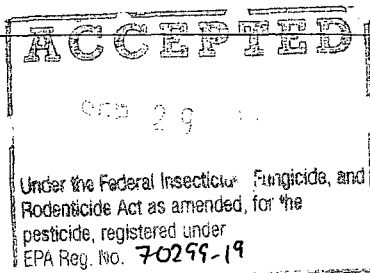 ACCEPTED
29
Under the Federal Insecticide, Fungicide, and
Rodenticide Act as amended, for the
pesticide, registered under
EPA Reg. No. 70299-19